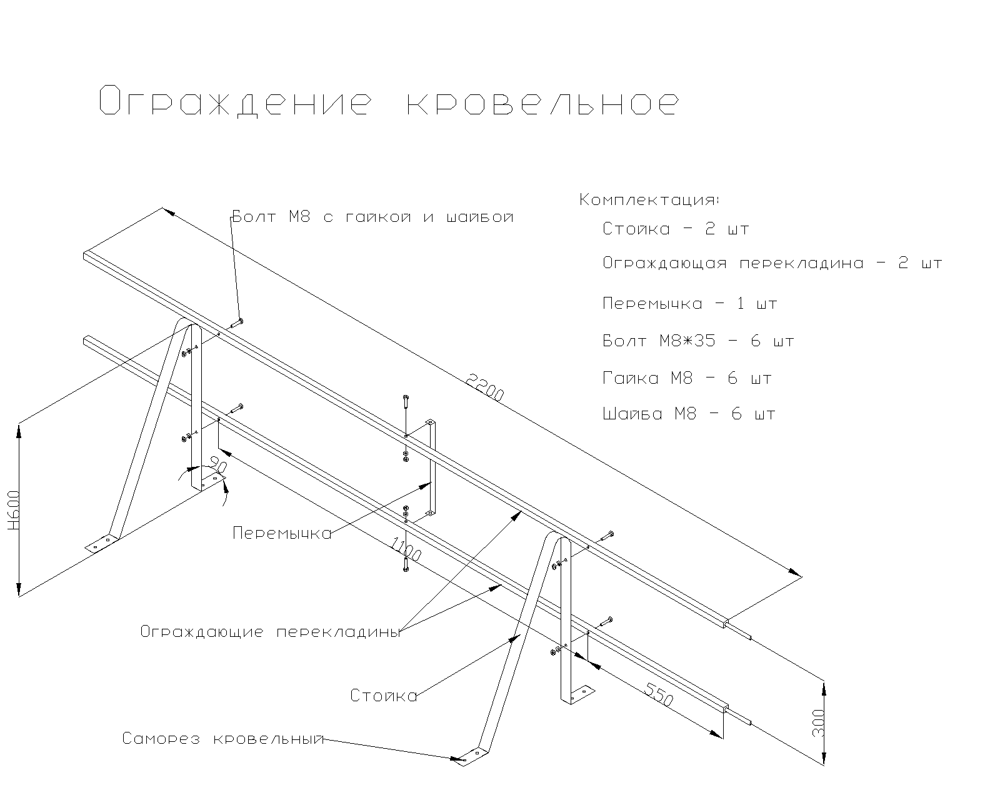 Ограждение кровельное
Комплектация:
Стойка - 2 шт
Ограждающая перекладина - 2 шт
Перемычка - 1 шт
Болт М8*35 - 6 шт
Гайка М8 - 6 шт
Шайба М8 - 6 шт
Болт М8 с гайкой и шайбой
2200
90
H600
Перемычка
1100
Ограждающие перекладины
Стойка
550
300
Саморез кровельный